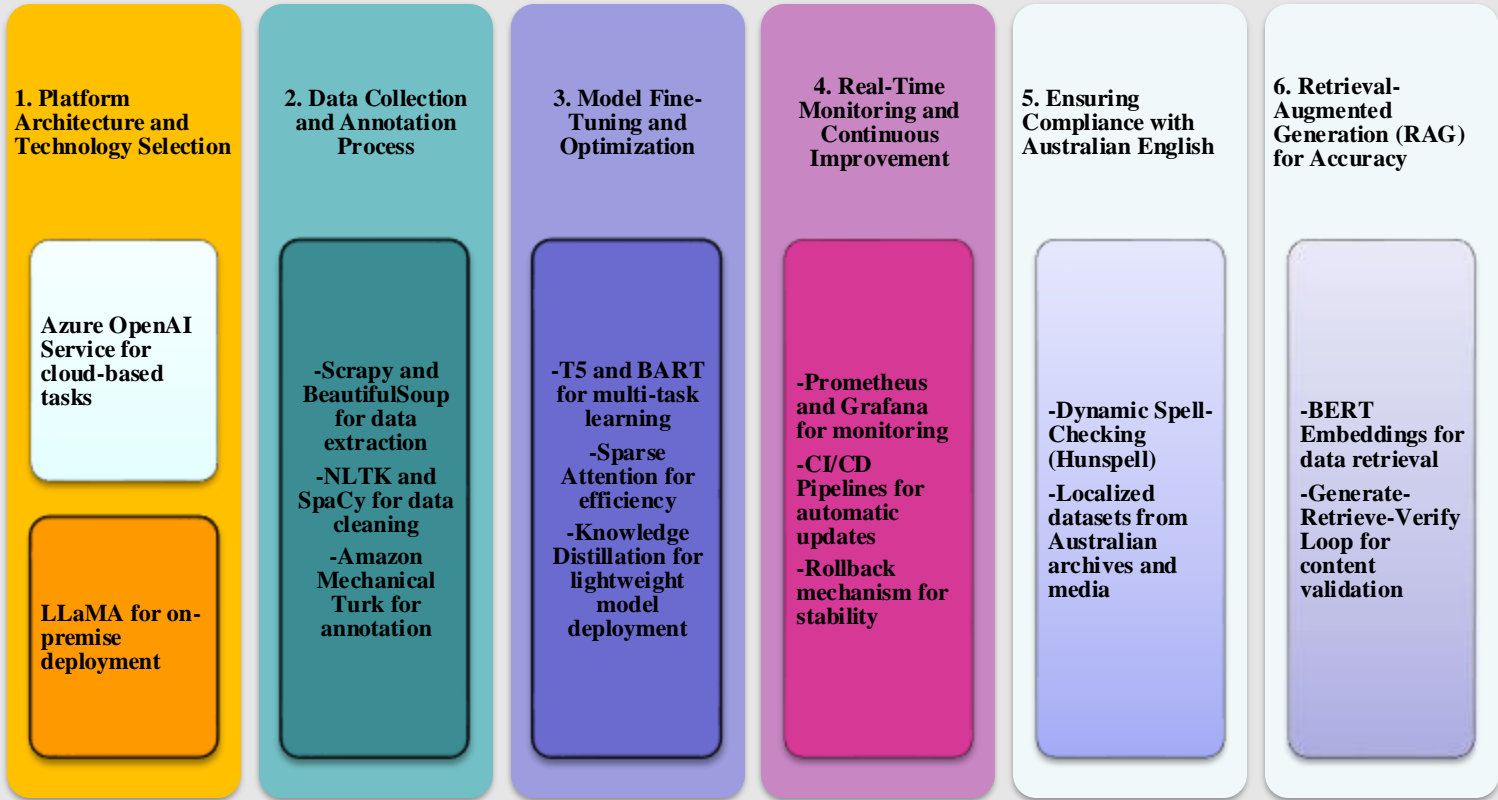 1. Platform
Architecture and
Technology Selection
Azure OpenAI
Service for
cloud-based
tasks
LLaMA for on-
premise
deployment
2. Data Collection
and Annotation
Process
-Scrapy and
BeautifulSoup
for data
extraction
-NLTK and
SpaCy for data
cleaning
-Amazon
Mechanical
Turk for
annotation
3. Model Fine-
Tuning and
Optimization
-T5 and BART
for multi-task
learning
-Sparse
Attention for
efficiency
-Knowledge
Distillation for
lightweight
model
deployment
4. Real-Time
Monitoring and
Continuous
Improvement
-Prometheus
and Grafana
for monitoring
-CI/CD
Pipelines for
automatic
updates
-Rollback
mechanism for
stability
5. Ensuring
Compliance with
Australian English
-Dynamic Spell-
Checking
(Hunspell)
-Localized
datasets from
Australian
archives and
media
6. Retrieval-
Augmented
Generation (RAG)
for Accuracy
-BERT
Embeddings for
data retrieval
-Generate-
Retrieve-Verify
Loop for
content
validation